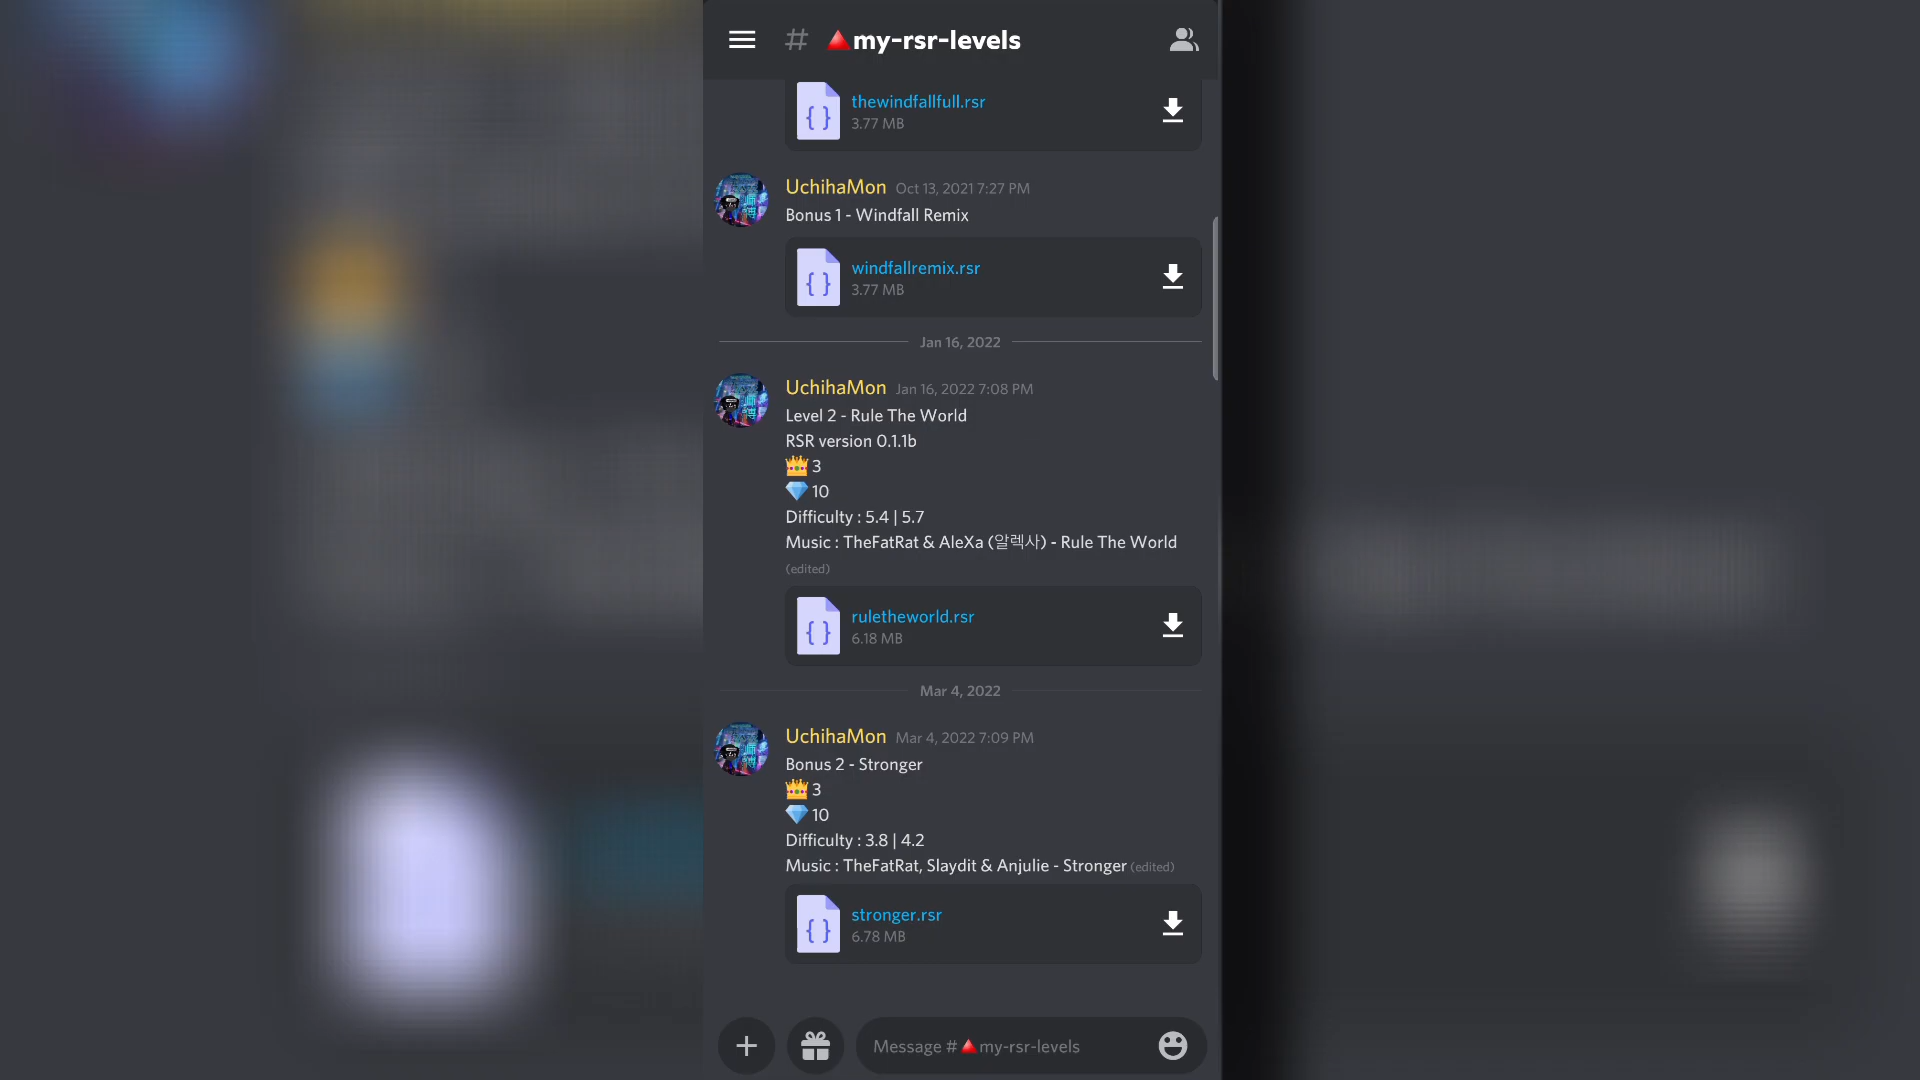 # 🔺my-rsr-levels
thewindfallfull.rsr
3.77 MB
UchihaMon Oct 13, 2021 7:27 PM
Bonus 1 - Windfall Remix
windfallremix.rsr
3.77 MB
Jan 16, 2022
UchihaMon Jan 16, 2022 7:08 PM
Level 2 - Rule The World
RSR version 0.1.1b
👑 3
💎 10
Difficulty : 5.4 | 5.7
Music : TheFatRat & AleXa (알렉사) - Rule The World
(edited)
ruletheworld.rsr
6.18 MB
Mar 4, 2022
UchihaMon Mar 4, 2022 7:09 PM
Bonus 2 - Stronger
👑 3
💎 10
Difficulty : 3.8 | 4.2
Music : TheFatRat, Slaydit & Anjulie - Stronger (edited)
stronger.rsr
6.78 MB
Message #🔺my-rsr-levels